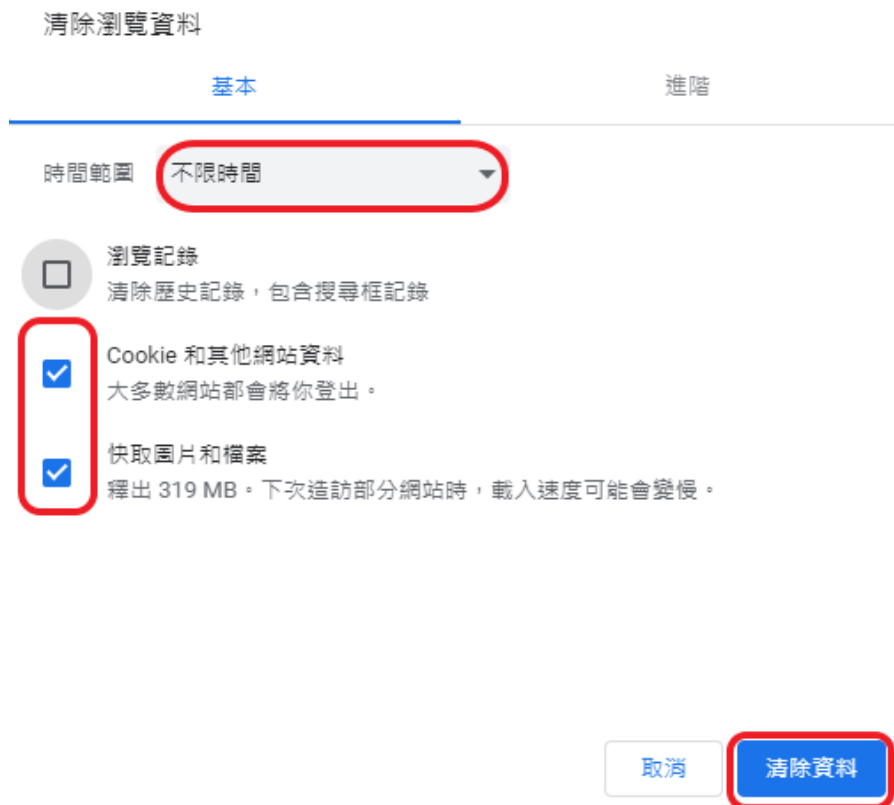 清除瀏覽資料
基本 進階
時間範圍 不限時間
瀏覽記錄
清除歷史記錄，包含搜尋框記錄
Cookie 和其他網站資料
大多數網站都會將你登出。
快取圖片和檔案
釋出 319 MB。下次造訪部分網站時，載入速度可能會變慢。
取消 清除資料